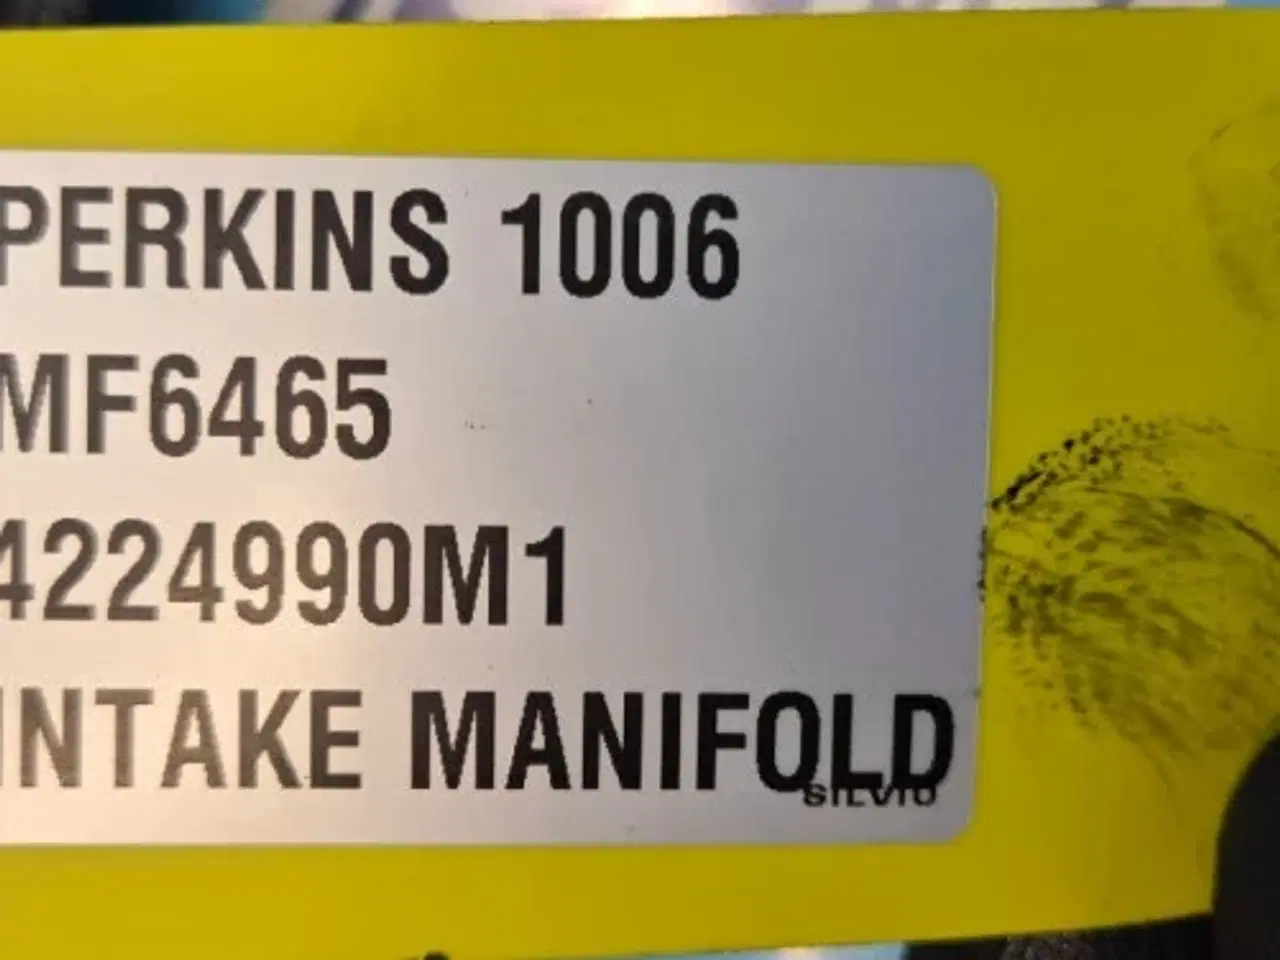 PERKINS 1006
MF6465
4224990M1
INTAKE MANIFOLD
SILVIU